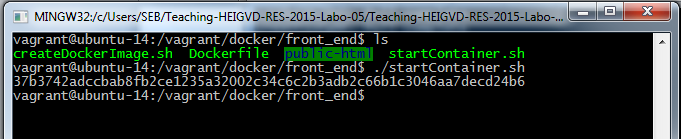 MINGW32:/c/Users/SEB/Teaching-HEIGVD-RES-2015-Labo-05/Teaching-HEIGVD-RES-2015-Labo-...
vagrant@ubuntu-14:/vagrant/docker/front_end$ ls
createDockerImage.sh Dockerfile public-html startContainer.sh
vagrant@ubuntu-14:/vagrant/docker/front_end$ ./startContainer.sh
37b3742adccbab8fb2ce1235a32002c34c6c2b3adb2c66b1c3046aa7decd24b6
vagrant@ubuntu-14:/vagrant/docker/front_end$